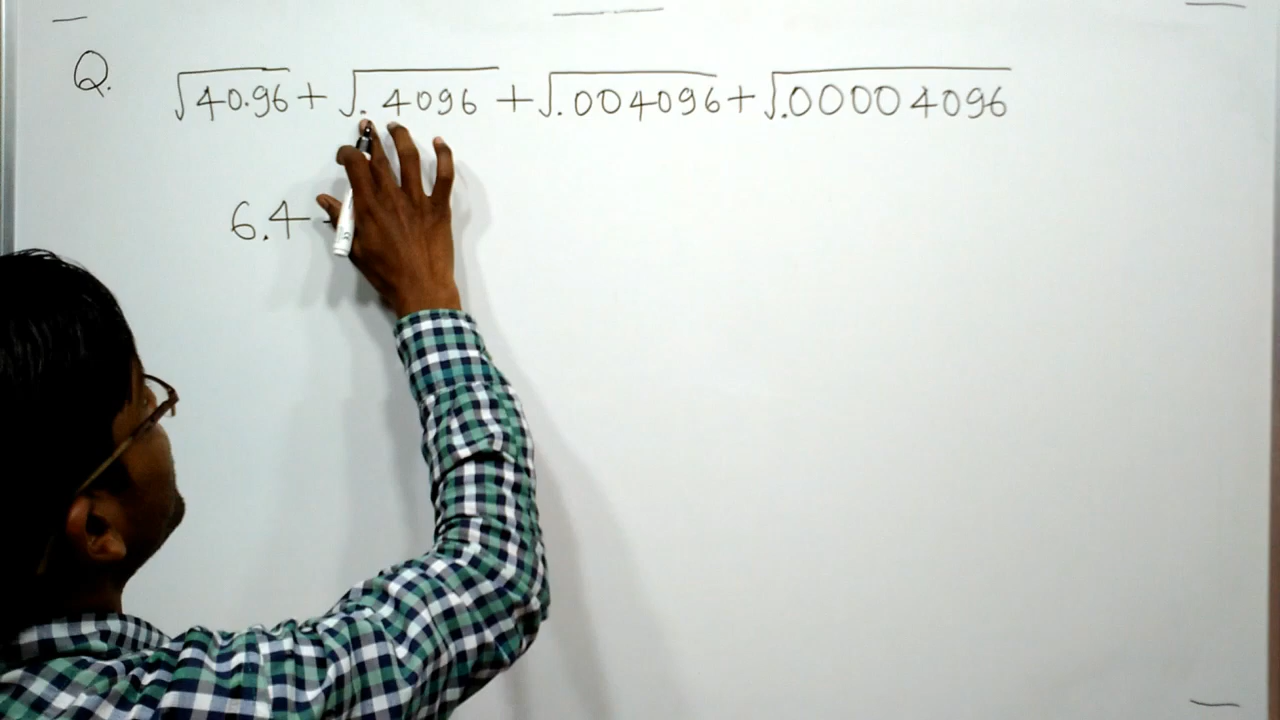 Q. √40.96 + √.4096 + √.004096 + √.00004096
6.4